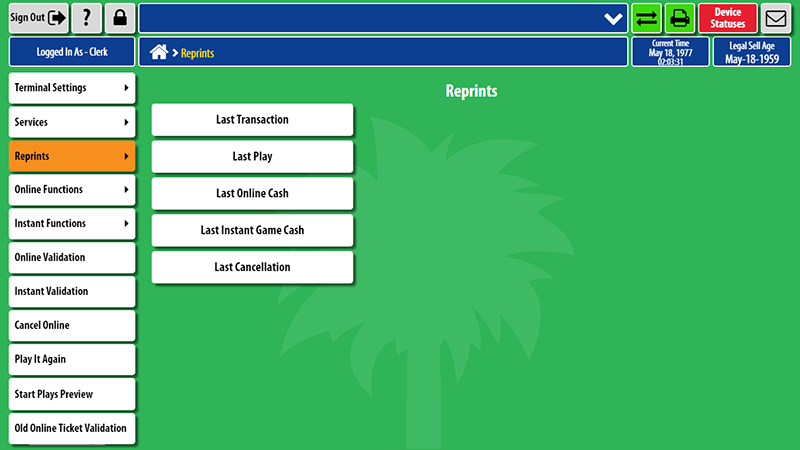 Sign Out
?
Device
Statuses
Logged In As - Clerk
> Reprints
Current Time
May 18, 1977
02:03:31
Legal Sell Age
May-18-1959
Terminal Settings
Services
Reprints
Online Functions
Instant Functions
Online Validation
Instant Validation
Cancel Online
Play It Again
Start Plays Preview
Old Online Ticket Validation
Reprints
Last Transaction
Last Play
Last Online Cash
Last Instant Game Cash
Last Cancellation